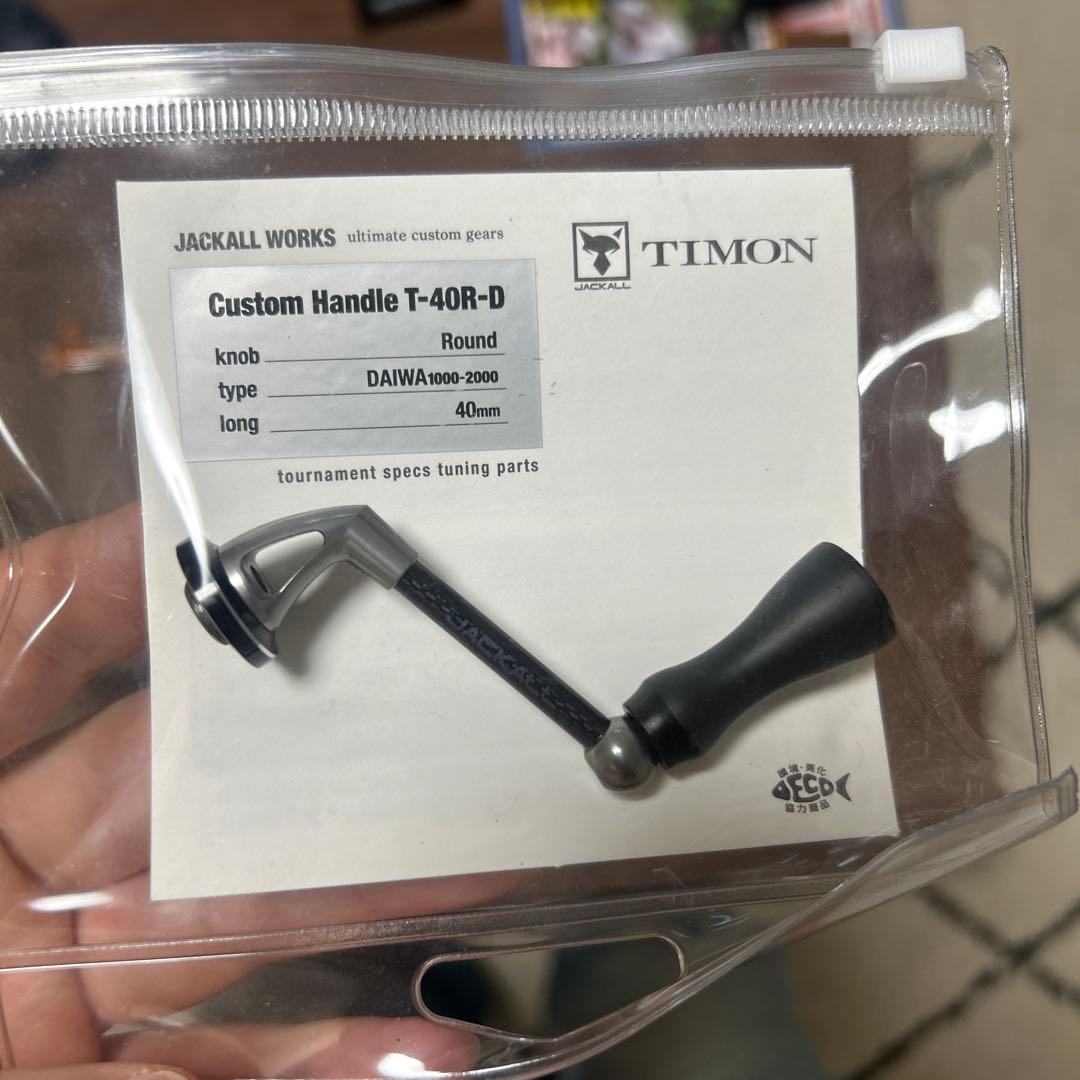 JACKALL WORKS ultimate custom gears
JACKALL
TIMON
Custom Handle T-40R-D
knob Round
type DAIWA1000-2000
long 40mm
tournament specs tuning parts
JACKALL
環境・美化
ECO
協力商品